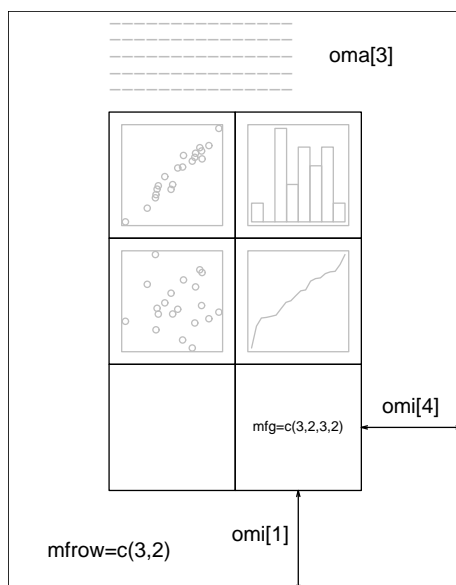 oma[3]
omi[4]
mfg=c(3,2,3,2)
omi[1]
mfrow=c(3,2)